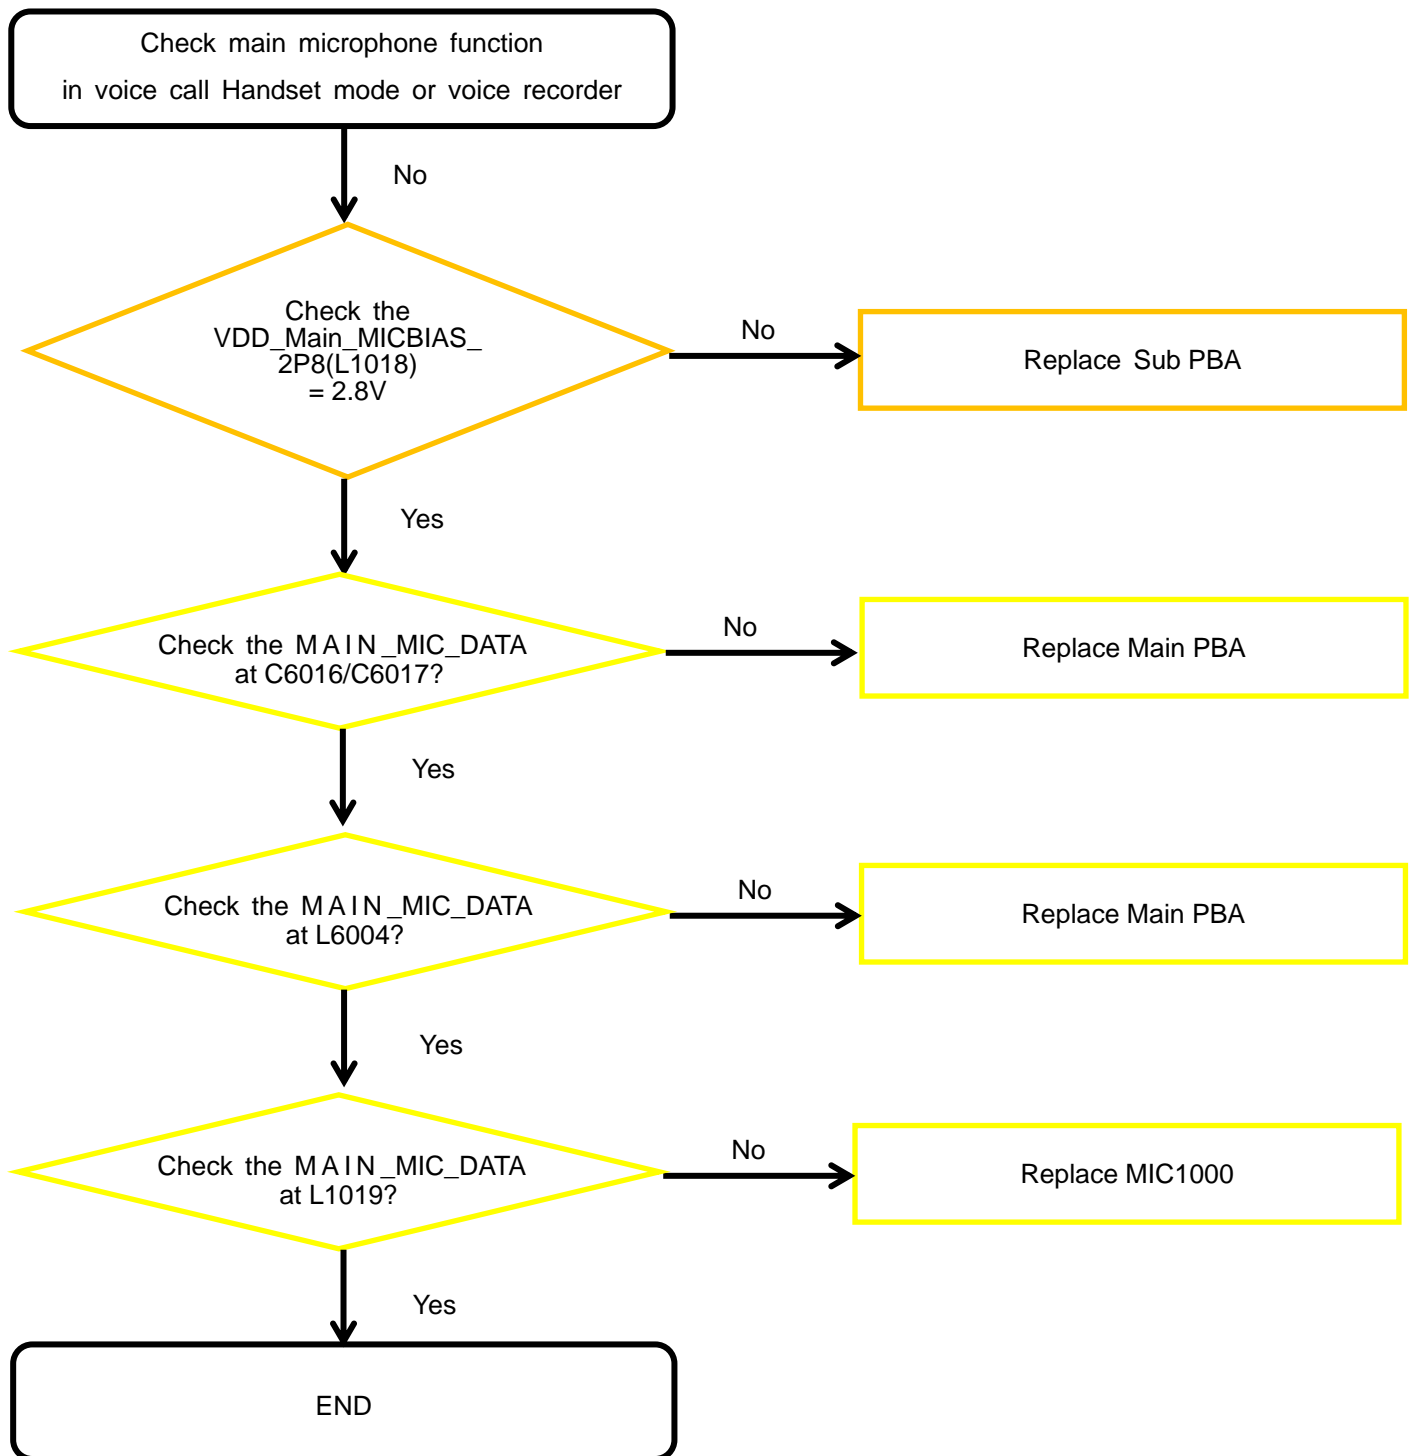 Check main microphone function
in voice call Handset mode or voice recorder
No
Check the
VDD_Main_MICBIAS_
2P8(L1018)
= 2.8V
No
Replace Sub PBA
Yes
Check the MAIN_MIC_DATA
at C6016/C6017?
No
Replace Main PBA
Yes
Check the MAIN_MIC_DATA
at L6004?
No
Replace Main PBA
Yes
Check the MAIN_MIC_DATA
at L1019?
No
Replace MIC1000
Yes
END